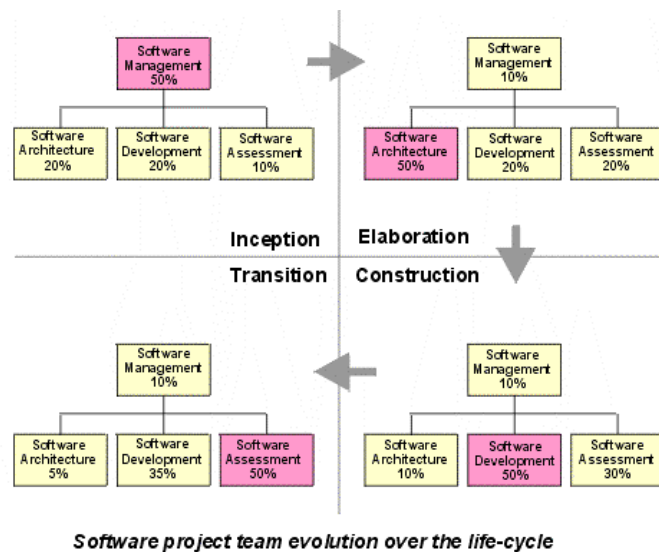 Software
Management
50%
Software
Architecture
20%
Software
Development
20%
Software
Assessment
10%
Software
Management
10%
Software
Architecture
50%
Software
Development
20%
Software
Assessment
20%
Inception
Elaboration
Transition
Construction
Software
Management
10%
Software
Architecture
5%
Software
Development
35%
Software
Assessment
50%
Software
Management
10%
Software
Architecture
10%
Software
Development
50%
Software
Assessment
30%
Software project team evolution over the life-cycle